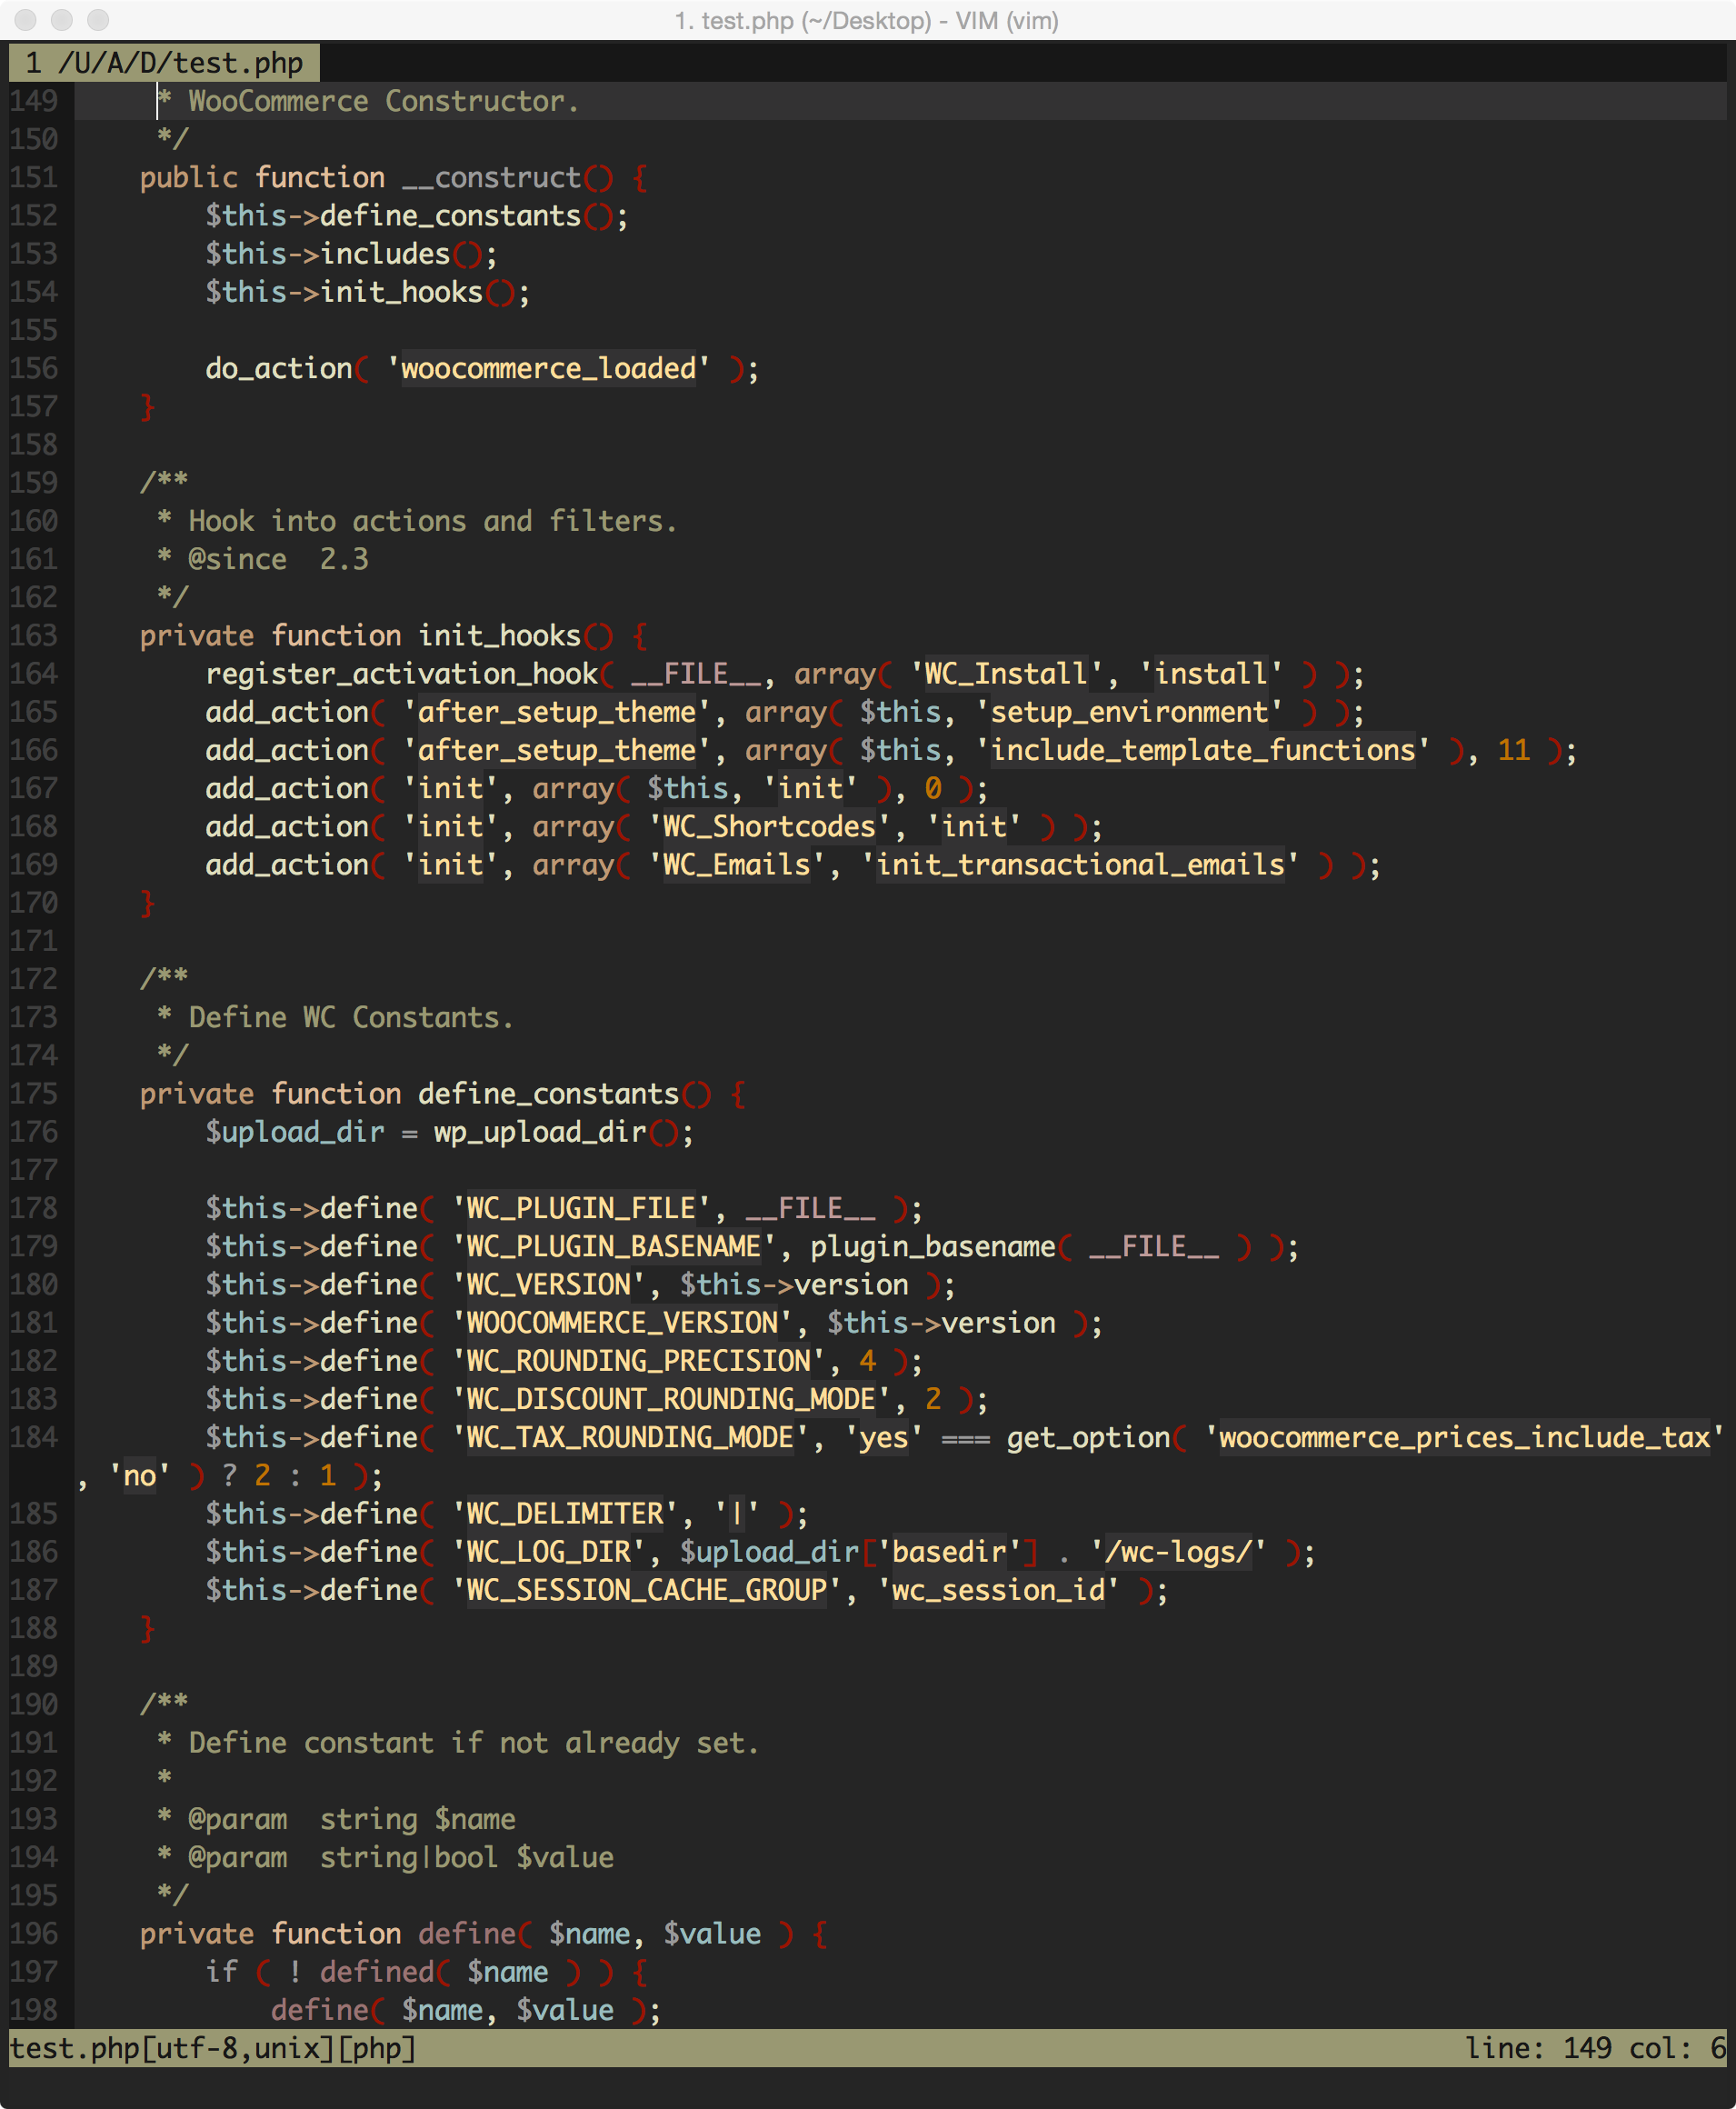 1. test.php (~/Desktop) - VIM (vim)
1 /U/A/D/test.php
149      * WooCommerce Constructor.
150      */
151     public function __construct() {
152         $this->define_constants();
153         $this->includes();
154         $this->init_hooks();
155
156         do_action( 'woocommerce_loaded' );
157     }
158
159     /**
160      * Hook into actions and filters.
161      * @since  2.3
162      */
163     private function init_hooks() {
164         register_activation_hook( __FILE__, array( 'WC_Install', 'install' ) );
165         add_action( 'after_setup_theme', array( $this, 'setup_environment' ) );
166         add_action( 'after_setup_theme', array( $this, 'include_template_functions' ), 11 );
167         add_action( 'init', array( $this, 'init' ), 0 );
168         add_action( 'init', array( 'WC_Shortcodes', 'init' ) );
169         add_action( 'init', array( 'WC_Emails', 'init_transactional_emails' ) );
170     }
171
172     /**
173      * Define WC Constants.
174      */
175     private function define_constants() {
176         $upload_dir = wp_upload_dir();
177
178         $this->define( 'WC_PLUGIN_FILE', __FILE__ );
179         $this->define( 'WC_PLUGIN_BASENAME', plugin_basename( __FILE__ ) );
180         $this->define( 'WC_VERSION', $this->version );
181         $this->define( 'WOOCOMMERCE_VERSION', $this->version );
182         $this->define( 'WC_ROUNDING_PRECISION', 4 );
183         $this->define( 'WC_DISCOUNT_ROUNDING_MODE', 2 );
184         $this->define( 'WC_TAX_ROUNDING_MODE', 'yes' === get_option( 'woocommerce_prices_include_tax'
, 'no' ) ? 2 : 1 );
185         $this->define( 'WC_DELIMITER', '|' );
186         $this->define( 'WC_LOG_DIR', $upload_dir['basedir'] . '/wc-logs/' );
187         $this->define( 'WC_SESSION_CACHE_GROUP', 'wc_session_id' );
188     }
189
190     /**
191      * Define constant if not already set.
192      *
193      * @param  string $name
194      * @param  string|bool $value
195      */
196     private function define( $name, $value ) {
197         if ( ! defined( $name ) ) {
198             define( $name, $value );
test.php[utf-8,unix][php]
line: 149 col: 6